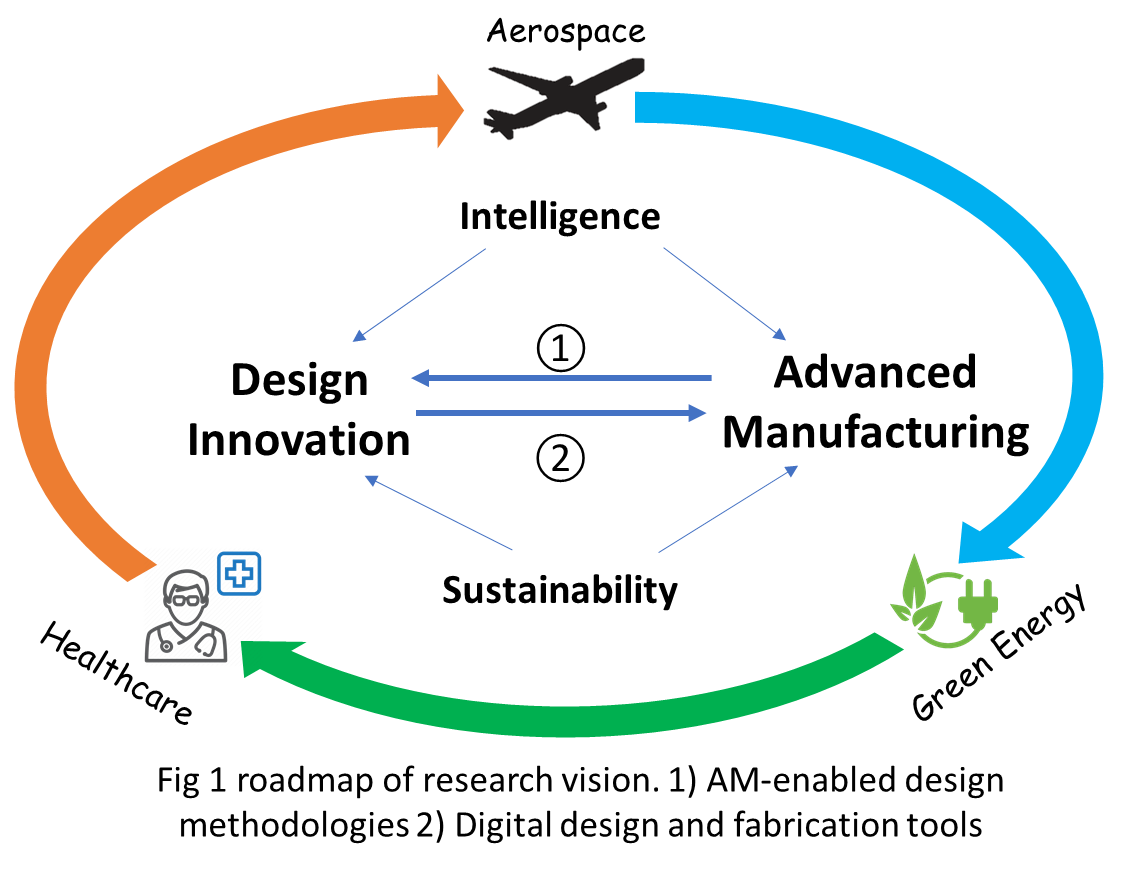 Aerospace
Intelligence
①
Design
Innovation
Advanced
Manufacturing
②
Sustainability
Healthcare
Green Energy
Fig 1 roadmap of research vision. 1) AM-enabled design
methodologies 2) Digital design and fabrication tools